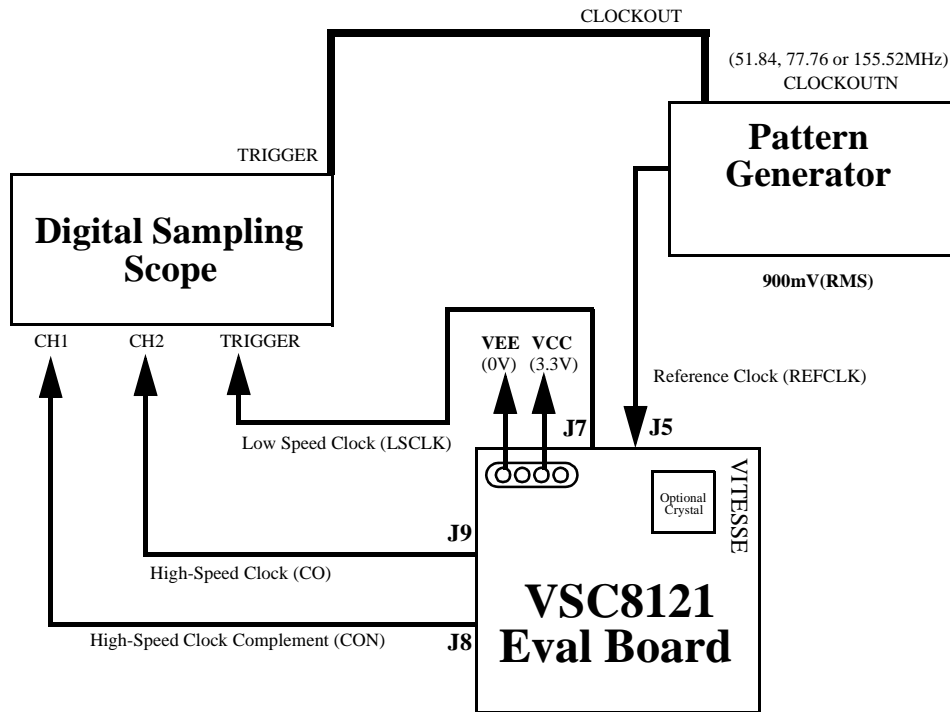 CLOCKOUT
(51.84, 77.76 or 155.52MHz)
CLOCKOUTN
Pattern
Generator
TRIGGER
Digital Sampling
Scope
900mV(RMS)
CH1
CH2
TRIGGER
VEE
(0V)
VCC
(3.3V)
Reference Clock (REFCLK)
Low Speed Clock (LSCLK)
J7
J5
Optional
Crystal
VITESSE
J9
High-Speed Clock (CO)
VSC8121
Eval Board
High-Speed Clock Complement (CON)
J8